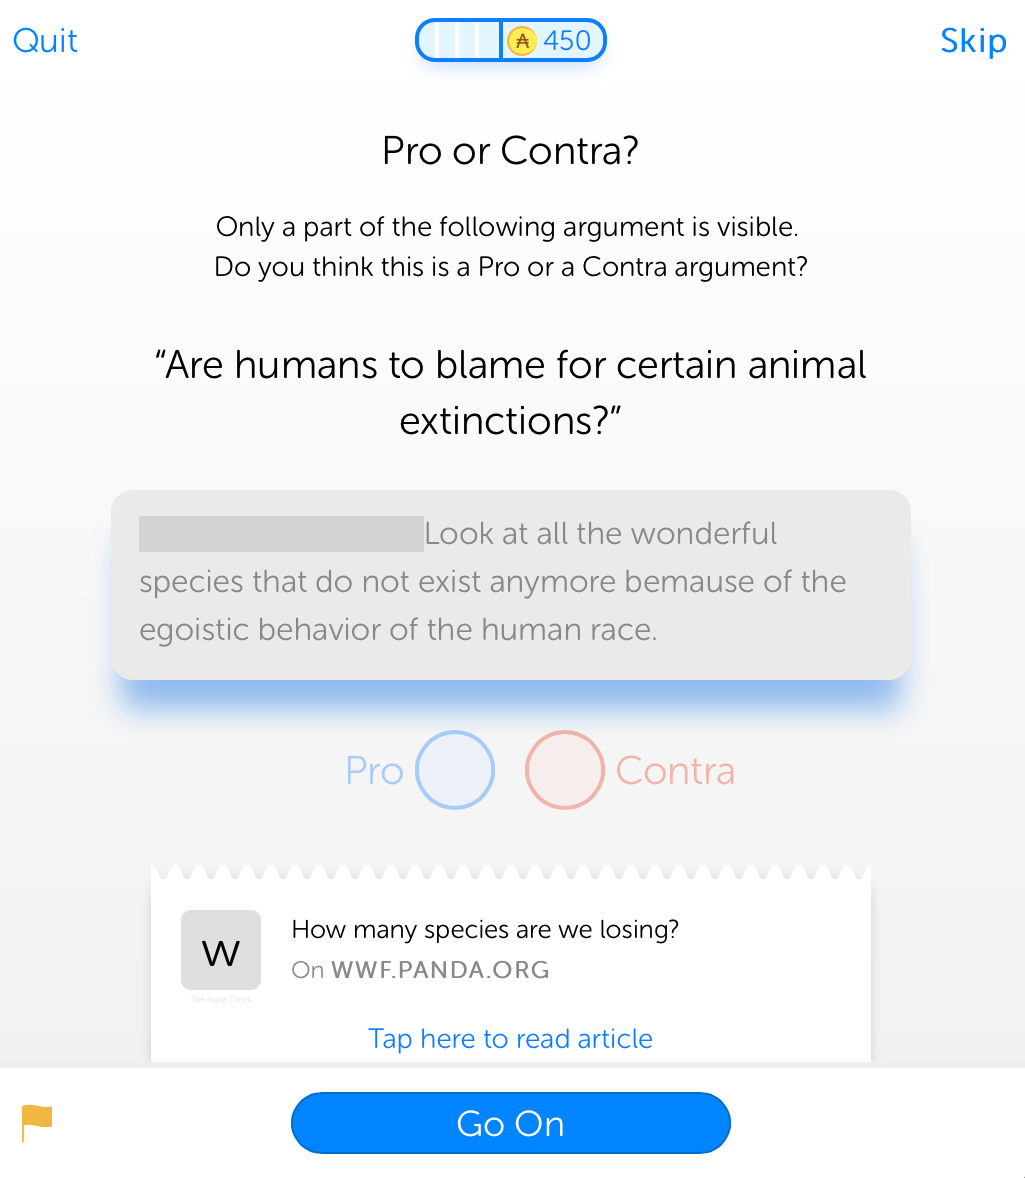 Quit
450
Skip
Pro or Contra?
Only a part of the following argument is visible.
Do you think this is a Pro or a Contra argument?
“Are humans to blame for certain animal
extinctions?”
Look at all the wonderful
species that do not exist anymore bemause of the
egoistic behavior of the human race.
Pro
Contra
W
How many species are we losing?
On WWF.PANDA.ORG
The Argue Times
Tap here to read article
Go On